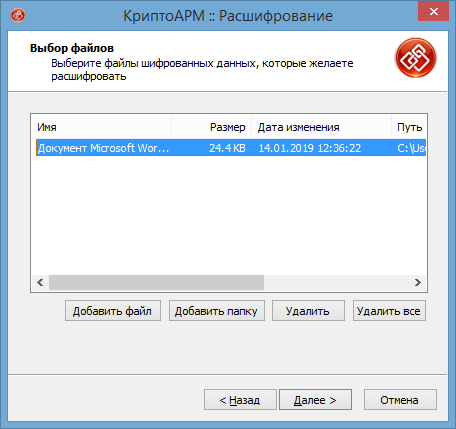 КриптоАРМ :: Расшифрование
Выбор файлов
Выберите файлы шифрованных данных, которые желаете
расшифровать
Имя Размер Дата изменения Путь
Документ Microsoft Wor... 24.4 KB 14.01.2019 12:36:22 C:\Use
Добавить файл Добавить папку Удалить Удалить все
< Назад Далее > Отмена